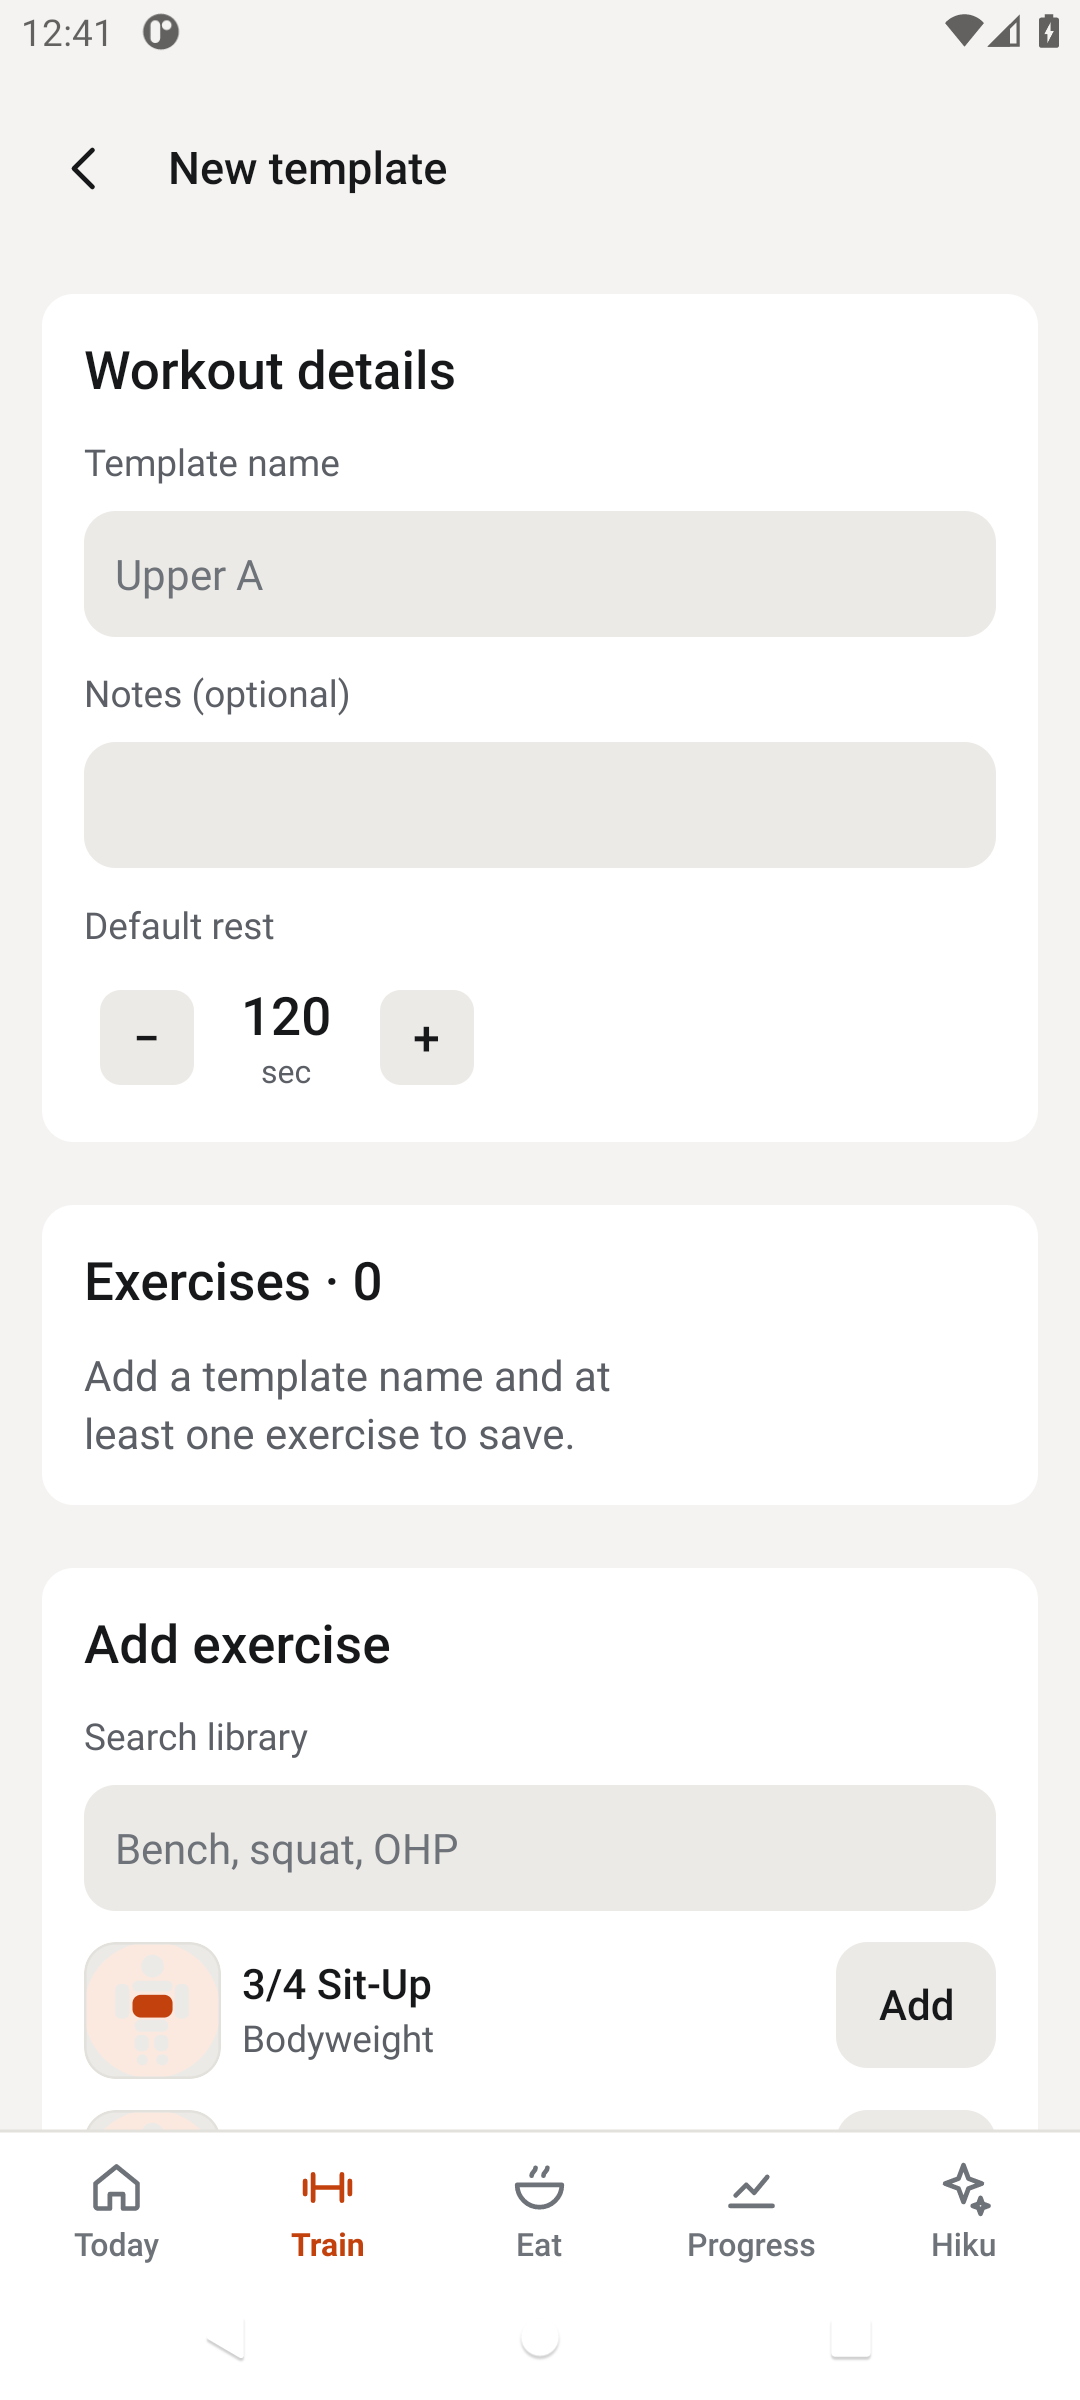 12:41
New template
Workout details
Template name
Upper A
Notes (optional)
Default rest
−
120
+
sec
Exercises · 0
Add a template name and at
least one exercise to save.
Add exercise
Search library
Bench, squat, OHP
3/4 Sit-Up
Bodyweight
Add
Today
Train
Eat
Progress
Hiku